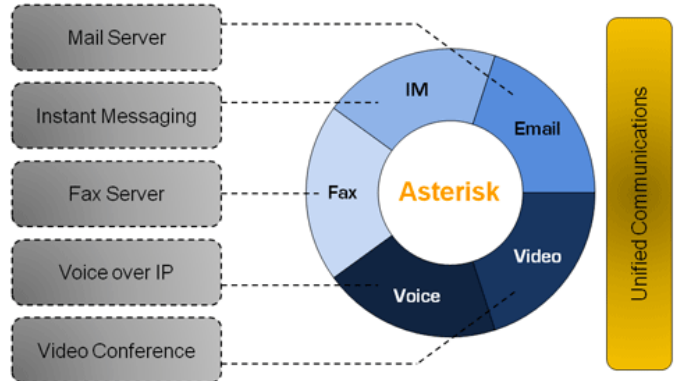 Mail Server
Instant Messaging
Fax Server
Voice over IP
Video Conference
IM
Email
Fax
Asterisk
Video
Voice
Unified Communications